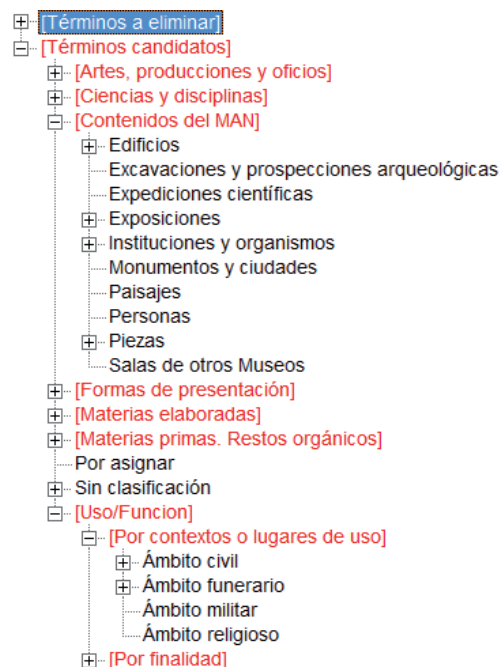 [Términos a eliminar]
[Términos candidatos]
[Artes, producciones y oficios]
[Ciencias y disciplinas]
[Contenidos del MAN]
Edificios
Excavaciones y prospecciones arqueológicas
Expediciones científicas
Exposiciones
Instituciones y organismos
Monumentos y ciudades
Paisajes
Personas
Piezas
Salas de otros Museos
[Formas de presentación]
[Materias elaboradas]
[Materias primas. Restos orgánicos]
Por asignar
Sin clasificación
[Uso/Funcion]
[Por contextos o lugares de uso]
Ámbito civil
Ámbito funerario
Ámbito militar
Ámbito religioso
[Por finalidad]